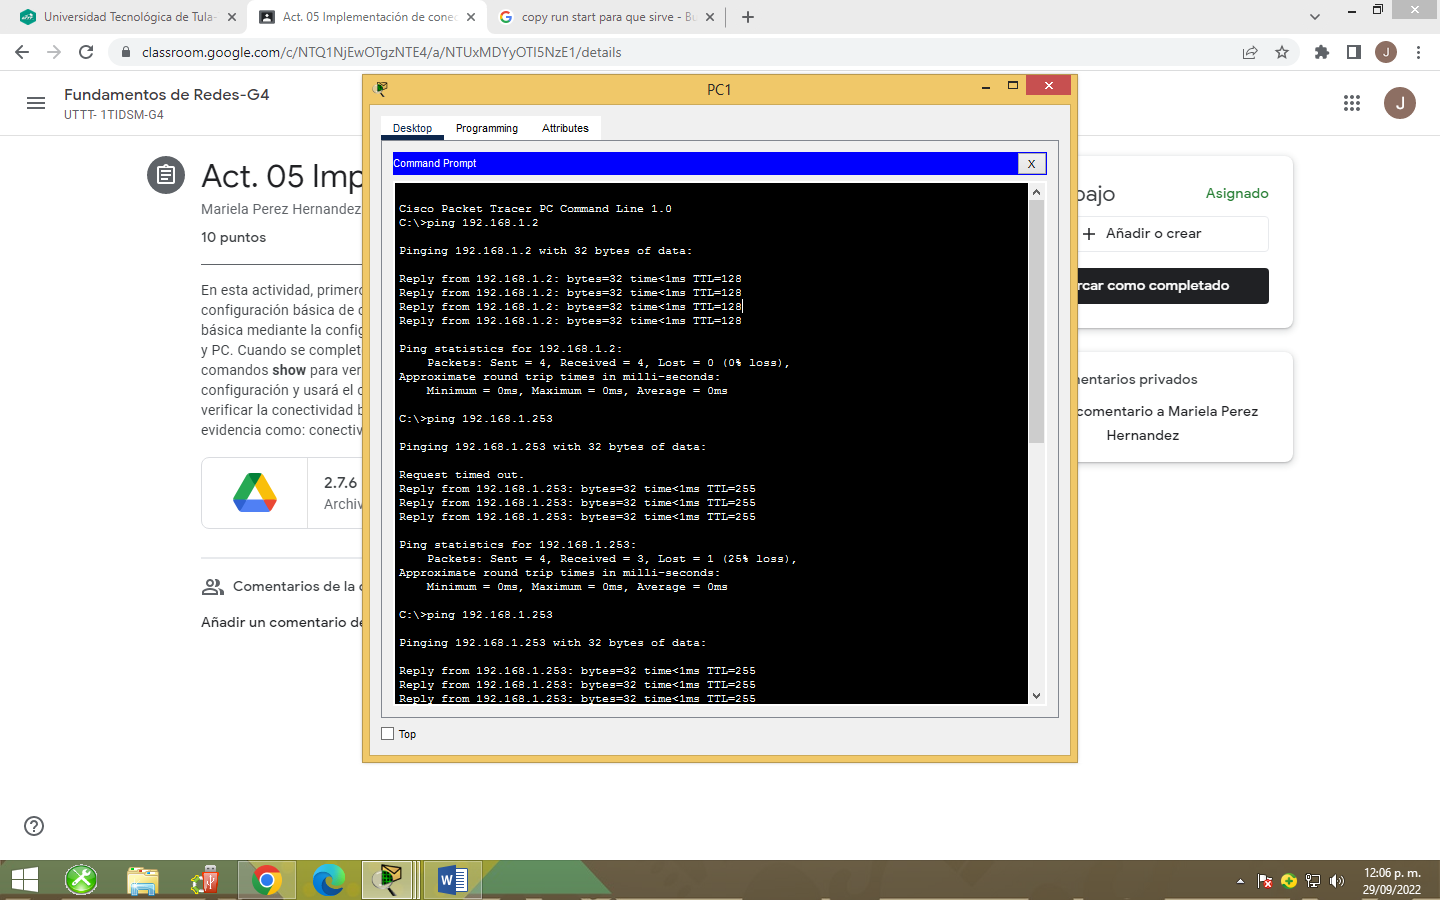 Universidad Tecnológica de Tula-
Act. 05 Implementación de conec
copy run start para que sirve - Bu
classroom.google.com/c/NTQ1NjEwOTgzNTE4/a/NTUxMDYyOTI5NzE1/details
J
Fundamentos de Redes-G4
UTTT- 1TIDSM-G4
J
Act. 05 Imp
Mariela Perez Hernandez
10 puntos
En esta actividad, primero
configuración básica de c
básica mediante la config
y PC. Cuando se complet
comandos show para ver
configuración y usará el c
verificar la conectividad b
evidencia como: conectiv
2.7.6
Archiv
Comentarios de la c
Añadir un comentario de
PC1
Desktop Programming Attributes
Command Prompt
X
Cisco Packet Tracer PC Command Line 1.0
C:\>ping 192.168.1.2
Pinging 192.168.1.2 with 32 bytes of data:
Reply from 192.168.1.2: bytes=32 time<1ms TTL=128
Reply from 192.168.1.2: bytes=32 time<1ms TTL=128
Reply from 192.168.1.2: bytes=32 time<1ms TTL=128
Reply from 192.168.1.2: bytes=32 time<1ms TTL=128
Ping statistics for 192.168.1.2:
Packets: Sent = 4, Received = 4, Lost = 0 (0% loss),
Approximate round trip times in milli-seconds:
Minimum = 0ms, Maximum = 0ms, Average = 0ms
C:\>ping 192.168.1.253
Pinging 192.168.1.253 with 32 bytes of data:
Request timed out.
Reply from 192.168.1.253: bytes=32 time<1ms TTL=255
Reply from 192.168.1.253: bytes=32 time<1ms TTL=255
Reply from 192.168.1.253: bytes=32 time<1ms TTL=255
Ping statistics for 192.168.1.253:
Packets: Sent = 4, Received = 3, Lost = 1 (25% loss),
Approximate round trip times in milli-seconds:
Minimum = 0ms, Maximum = 0ms, Average = 0ms
C:\>ping 192.168.1.253
Pinging 192.168.1.253 with 32 bytes of data:
Reply from 192.168.1.253: bytes=32 time<1ms TTL=255
Reply from 192.168.1.253: bytes=32 time<1ms TTL=255
Reply from 192.168.1.253: bytes=32 time<1ms TTL=255
Top
bajo
Asignado
Añadir o crear
rcar como completado
nentarios privados
comentario a Mariela Perez
Hernandez
12:06 p. m.
29/09/2022